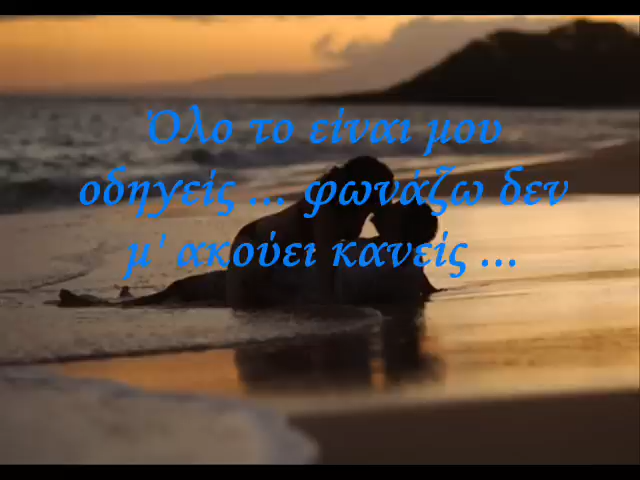 Όλο το είναι μου
οδηγείς ... φωνάζω δεν
μ' ακούει κανείς ...